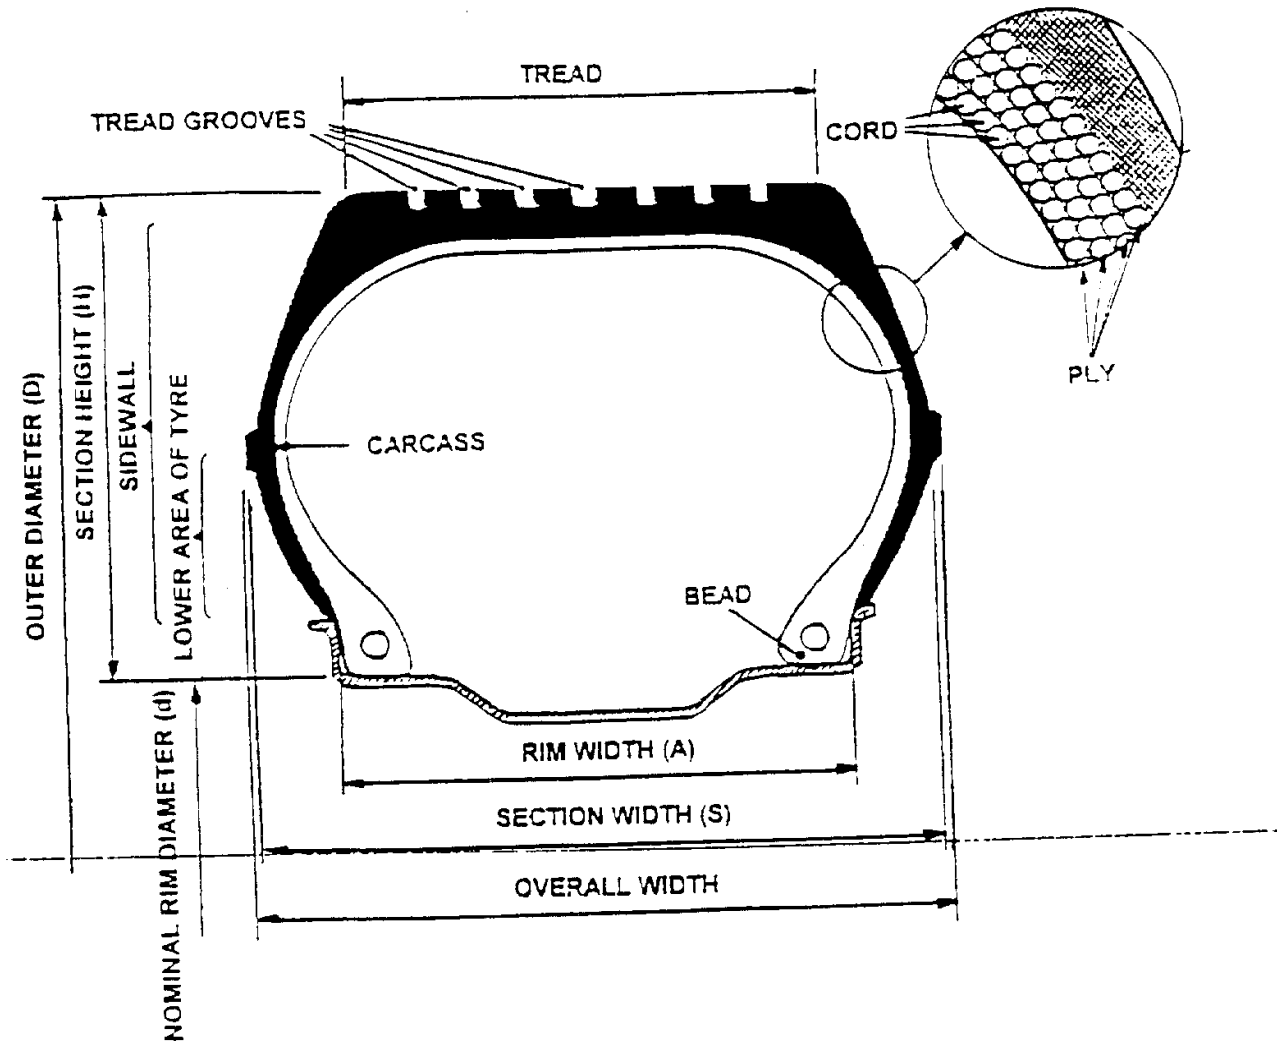 TREAD
TREAD GROOVES
CORD
PLY
OUTER DIAMETER (D)
SECTION HEIGHT (H)
SIDEWALL
LOWER AREA OF TYRE
CARCASS
BEAD
NOMINAL RIM DIAMETER (d)
RIM WIDTH (A)
SECTION WIDTH (S)
OVERALL WIDTH